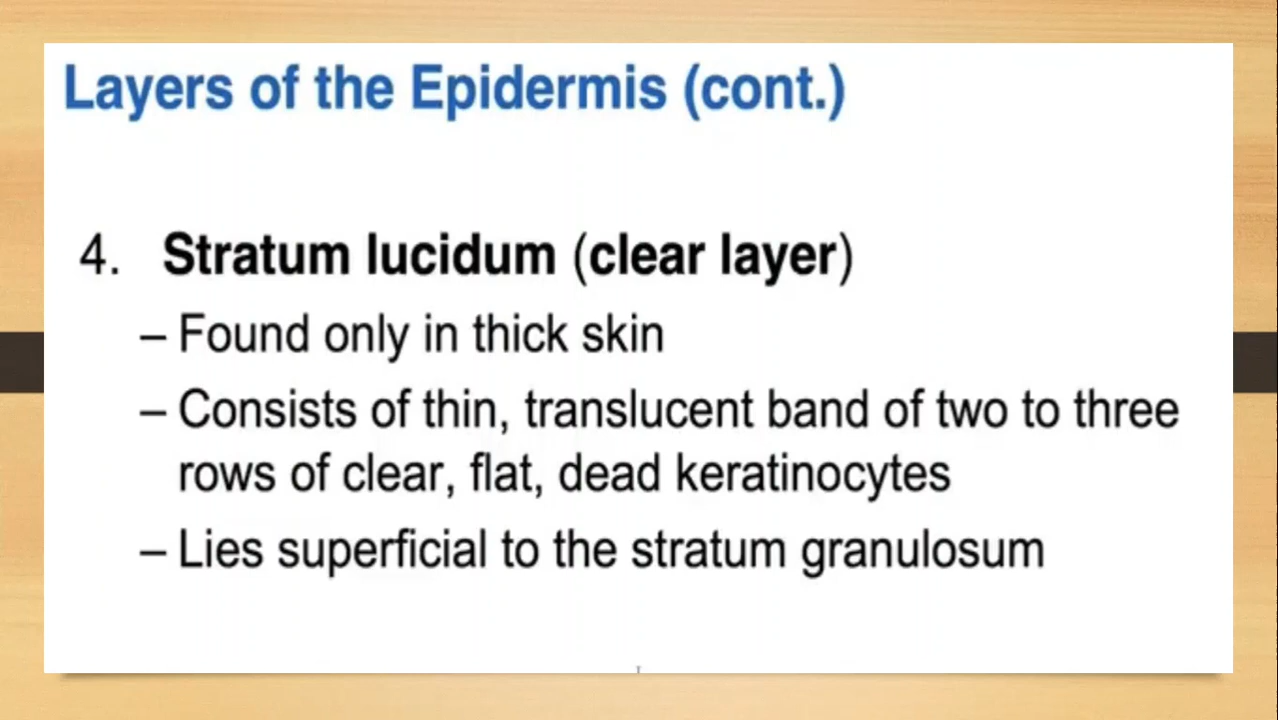 Layers of the Epidermis (cont.)
4. Stratum lucidum (clear layer)
– Found only in thick skin
– Consists of thin, translucent band of two to three
rows of clear, flat, dead keratinocytes
– Lies superficial to the stratum granulosum